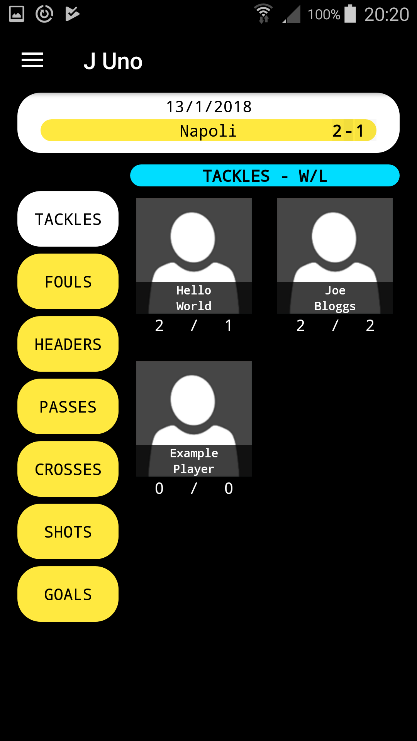 100% 20:20
J Uno
13/1/2018
Napoli 2-1
TACKLES - W/L
TACKLES
FOULS
HEADERS
PASSES
CROSSES
SHOTS
GOALS
Hello
World
2 / 1
Joe
Bloggs
2 / 2
Example
Player
0 / 0